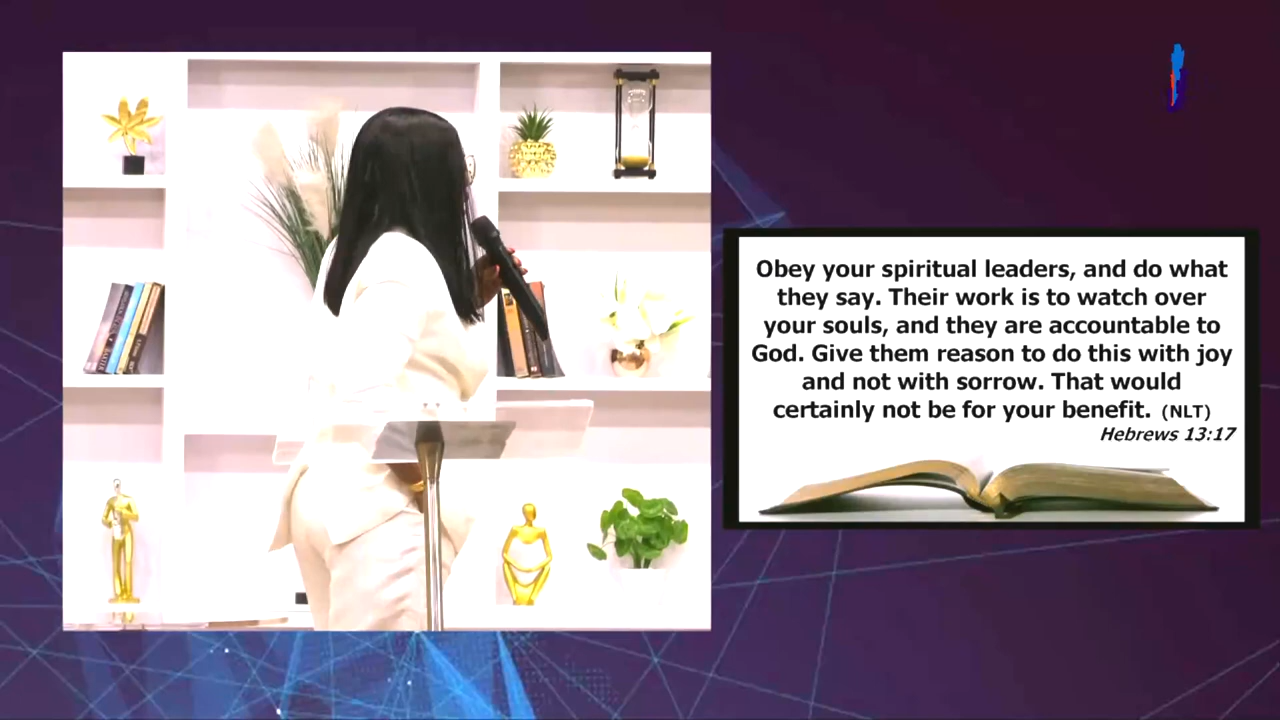 Obey your spiritual leaders, and do what
they say. Their work is to watch over
your souls, and they are accountable to
God. Give them reason to do this with joy
and not with sorrow. That would
certainly not be for your benefit. (NLT)
Hebrews 13:17